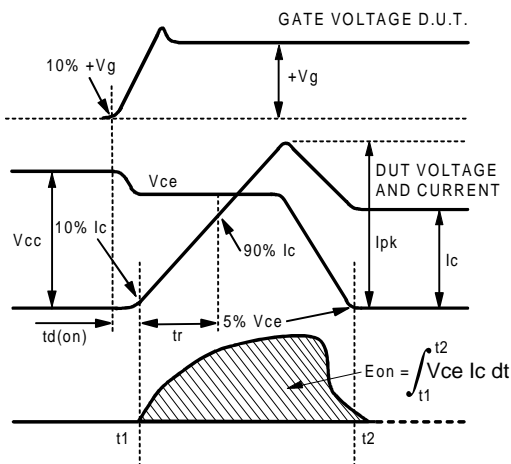 GATE VOLTAGE D.U.T.
10% +Vg
+Vg
Vce
DUT VOLTAGE
AND CURRENT
Vcc
10% Ic
90% Ic
Ipk
Ic
td(on)
tr
5% Vce
t2
Eon = ∫ Vce Ic dt
t1
t1
t2